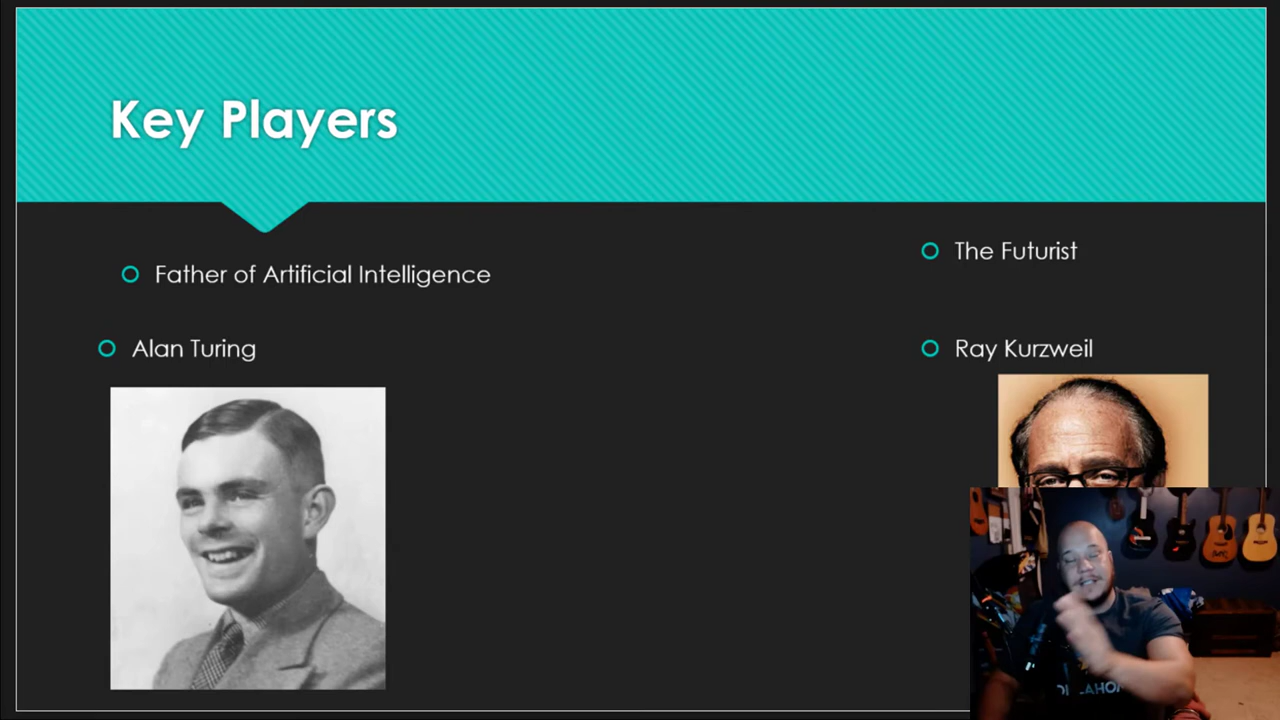 Key Players
Father of Artificial Intelligence
Alan Turing
The Futurist
Ray Kurzweil